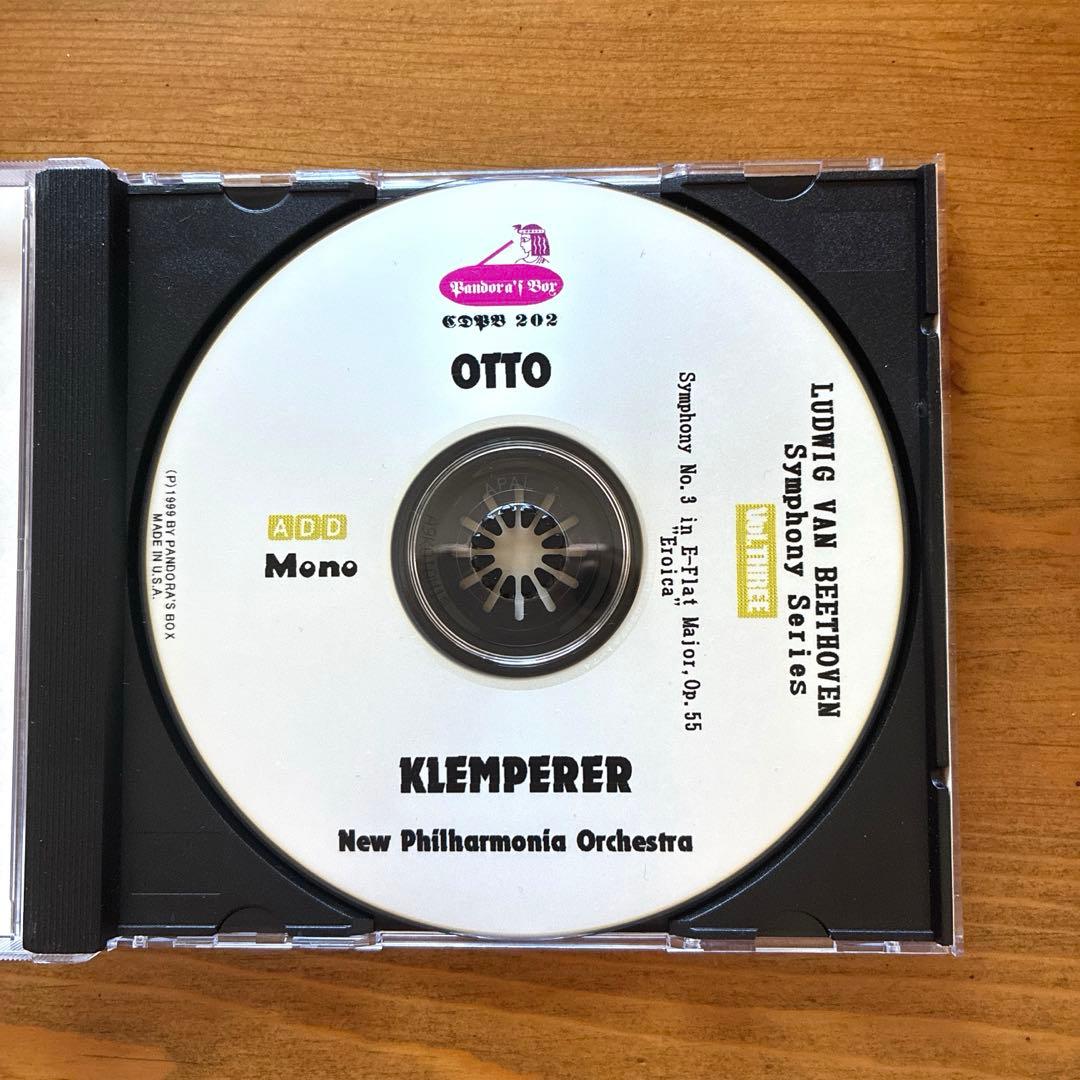 Pandora's Box
CDPB 202
OTTO
LUDWIG VAN BEETHOVEN
Symphony Series
Vol. THREE
Symphony No.3 in E-Flat Major,Op.55
"Eroica"
ADD
Mono
(P)1999 BY PANDORA'S BOX
MADE IN U.S.A.
KLEMPERER
New Philharmonia Orchestra